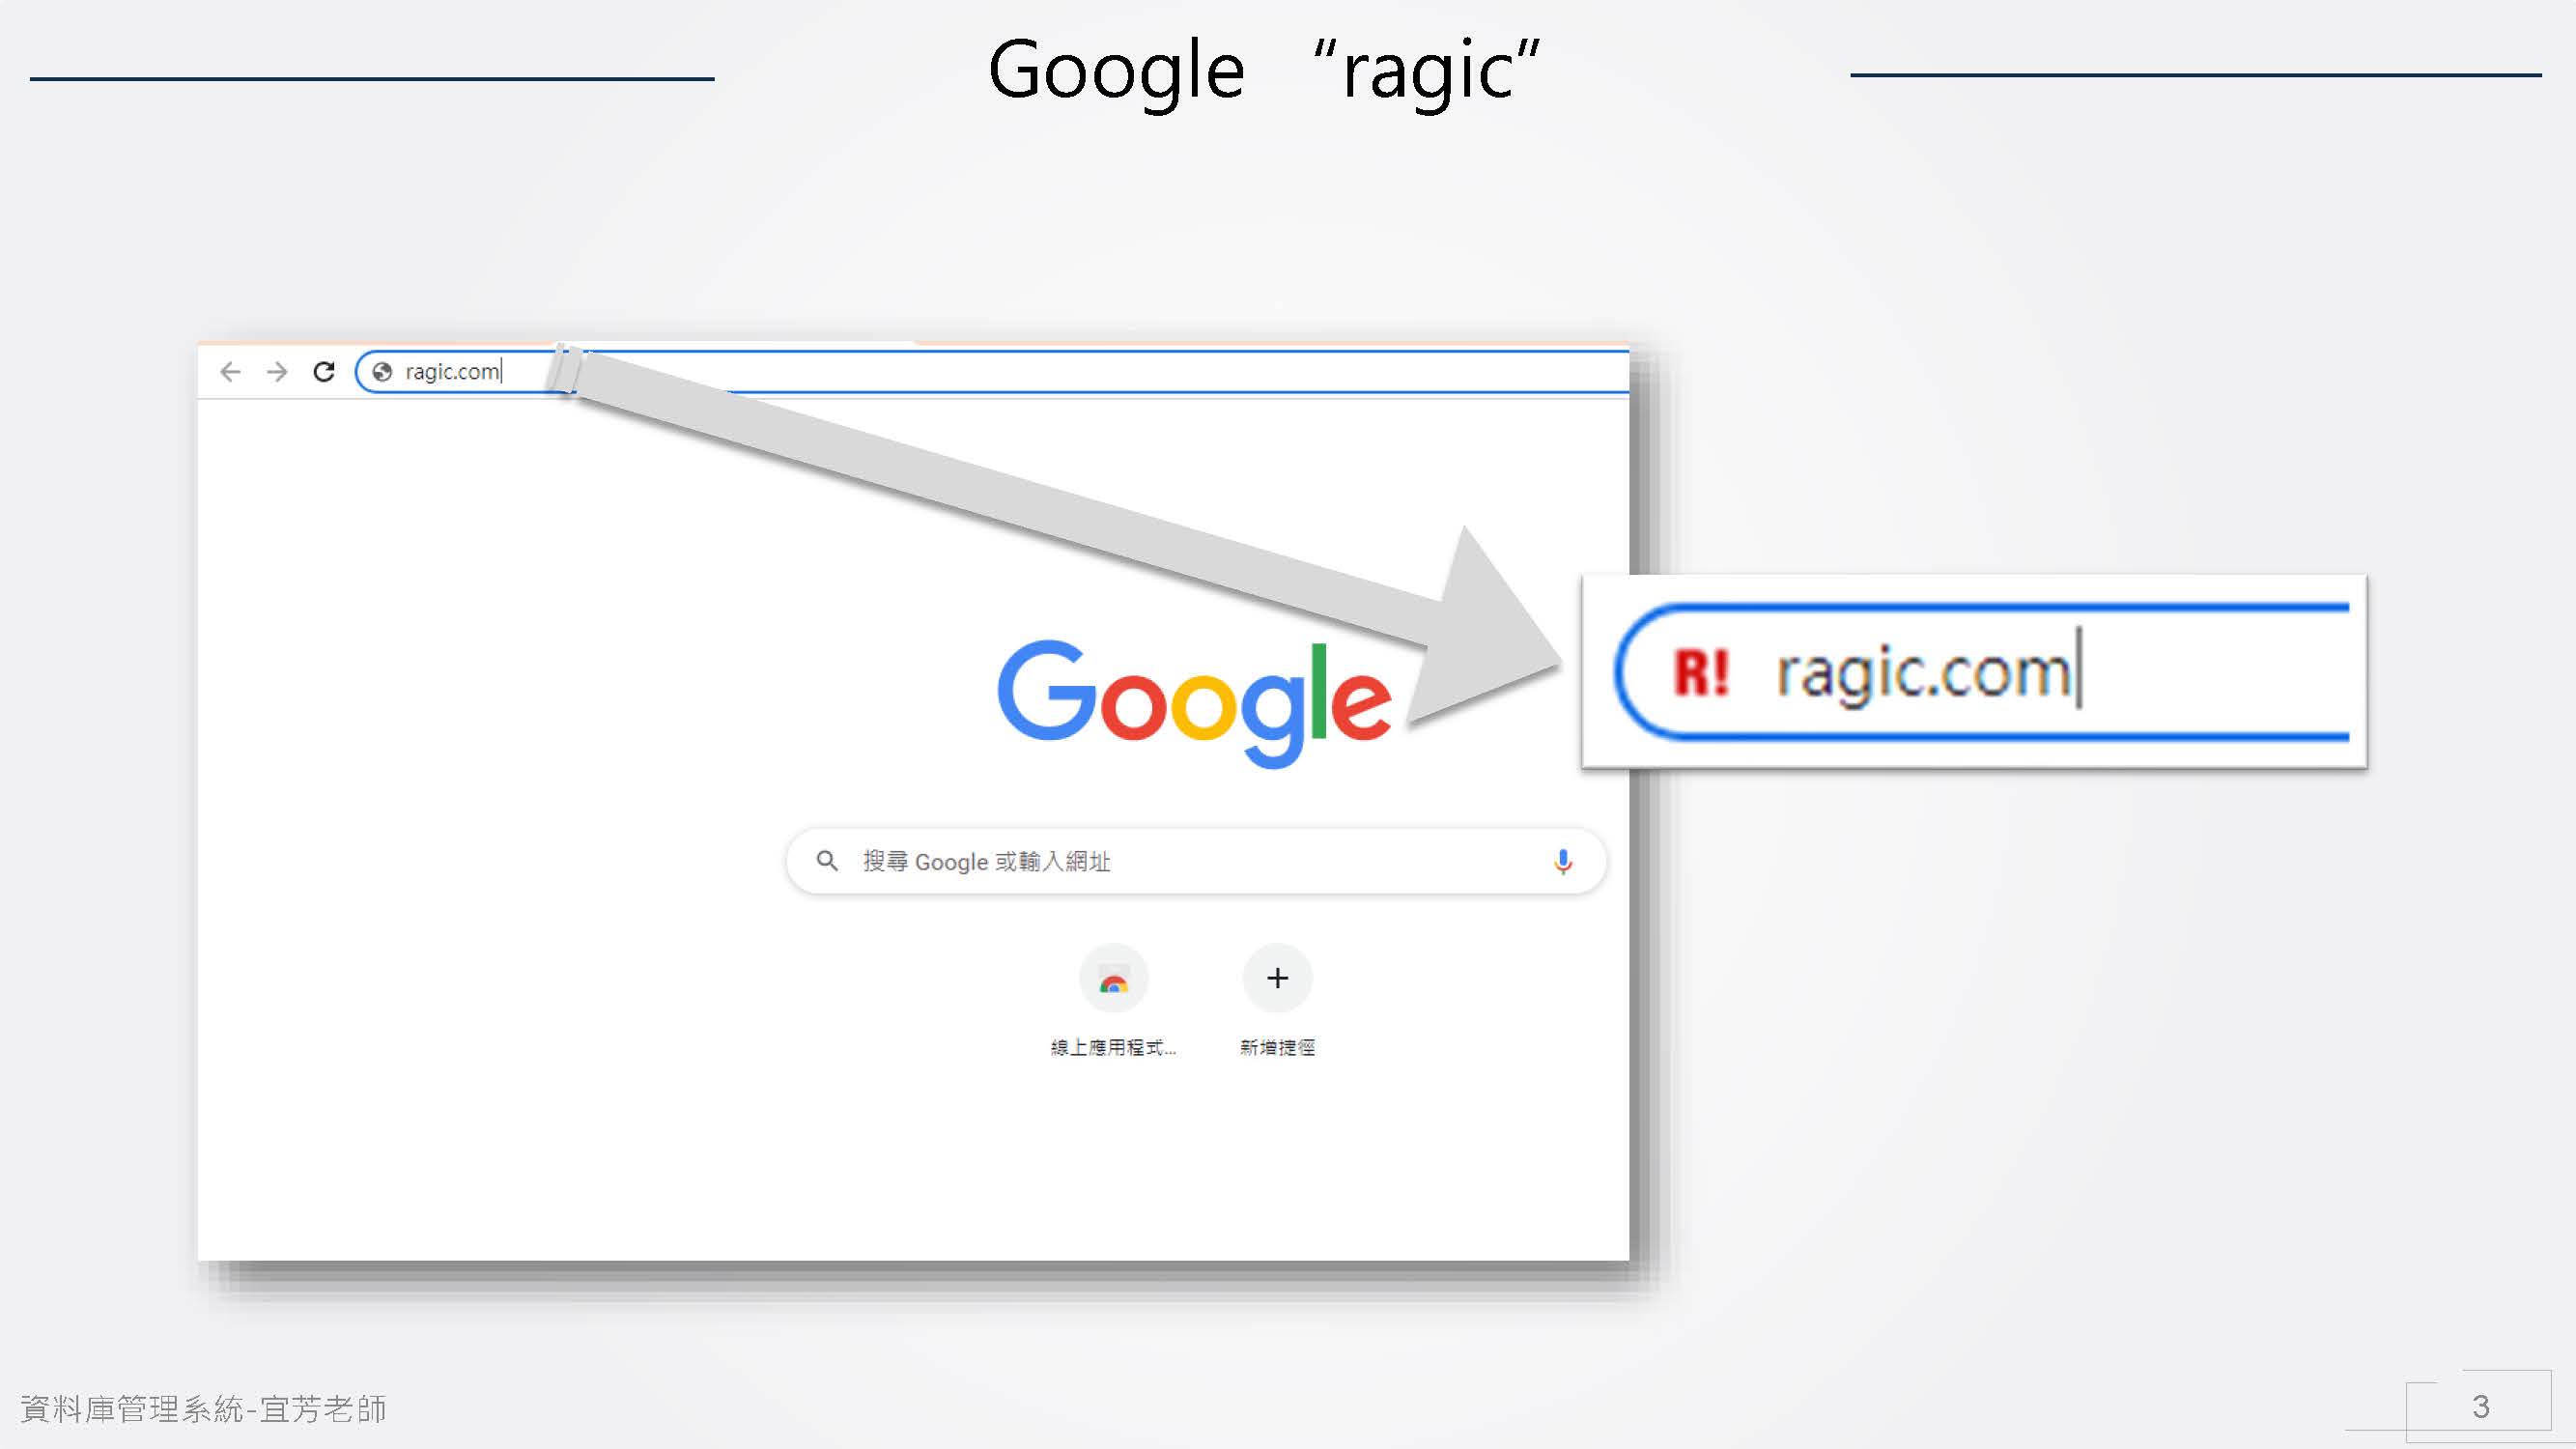 Google “ragic”
ragic.com
Google
R! ragic.com
搜尋 Google 或輸入網址
線上應用程式...
新增捷徑
資料庫管理系統-宜芳老師
3